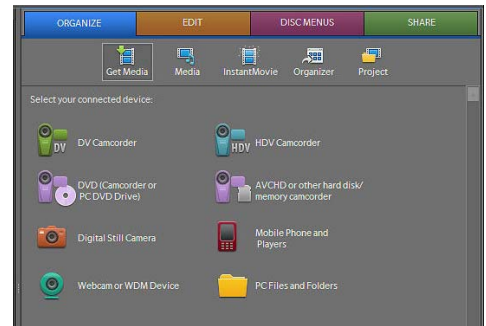 ORGANIZE EDIT DISC MENUS SHARE
Get Media Media InstantMovie Organizer Project
Select your connected device:
DV DV Camcorder
HDV HDV Camcorder
DVD (Camcorder or
PC DVD Drive)
AVCHD or other hard disk/
memory camcorder
Digital Still Camera
Mobile Phone and
Players
Webcam or WDM Device
PC Files and Folders